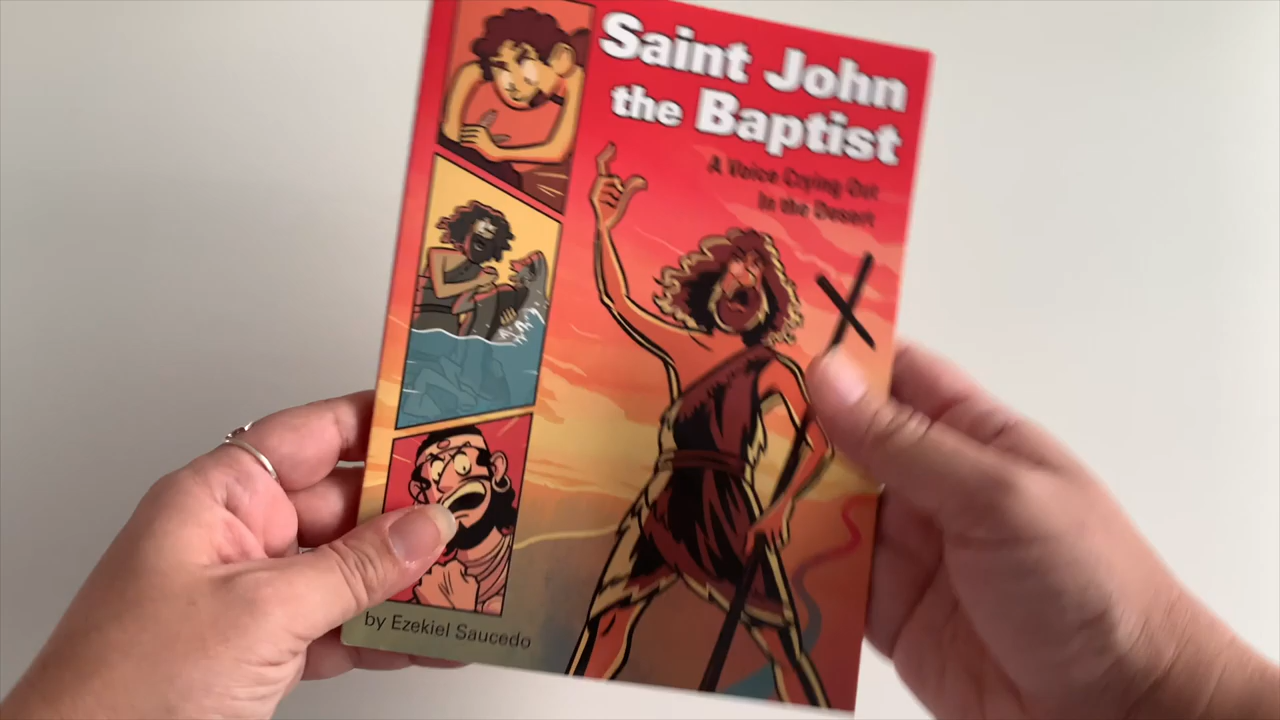 Saint John
the Baptist
A Voice Crying Out
In the Desert
by Ezekiel Saucedo